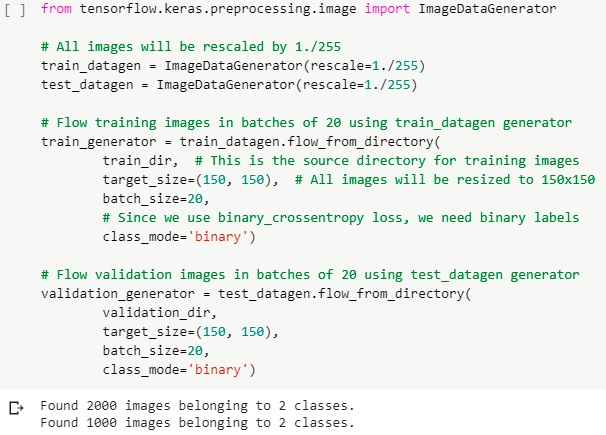 [ ] from tensorflow.keras.preprocessing.image import ImageDataGenerator
# All images will be rescaled by 1./255
train_datagen = ImageDataGenerator(rescale=1./255)
test_datagen = ImageDataGenerator(rescale=1./255)
# Flow training images in batches of 20 using train_datagen generator
train_generator = train_datagen.flow_from_directory(
        train_dir,  # This is the source directory for training images
        target_size=(150, 150),  # All images will be resized to 150x150
        batch_size=20,
        # Since we use binary_crossentropy loss, we need binary labels
        class_mode='binary')
# Flow validation images in batches of 20 using test_datagen generator
validation_generator = test_datagen.flow_from_directory(
        validation_dir,
        target_size=(150, 150),
        batch_size=20,
        class_mode='binary')
Found 2000 images belonging to 2 classes.
Found 1000 images belonging to 2 classes.